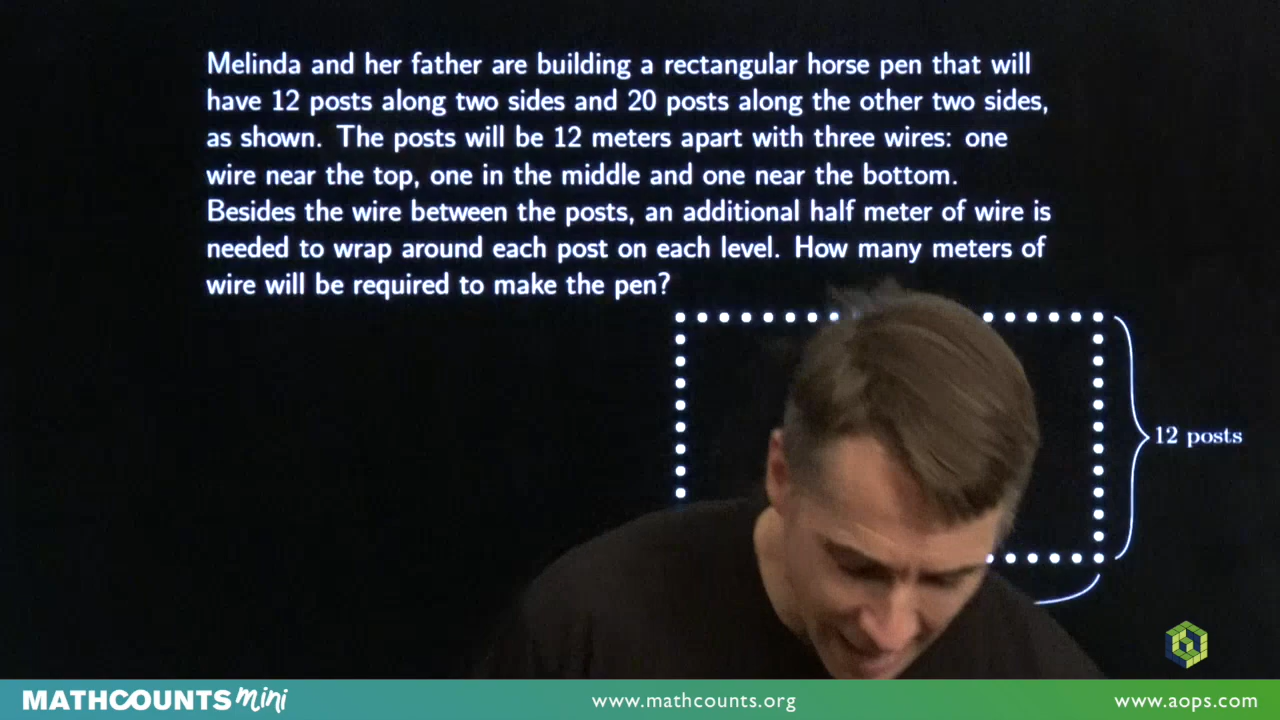 Melinda and her father are building a rectangular horse pen that will
have 12 posts along two sides and 20 posts along the other two sides,
as shown. The posts will be 12 meters apart with three wires: one
wire near the top, one in the middle and one near the bottom.
Besides the wire between the posts, an additional half meter of wire is
needed to wrap around each post on each level. How many meters of
wire will be required to make the pen?
12 posts
MATHCOUNTS mini
www.mathcounts.org
www.aops.com